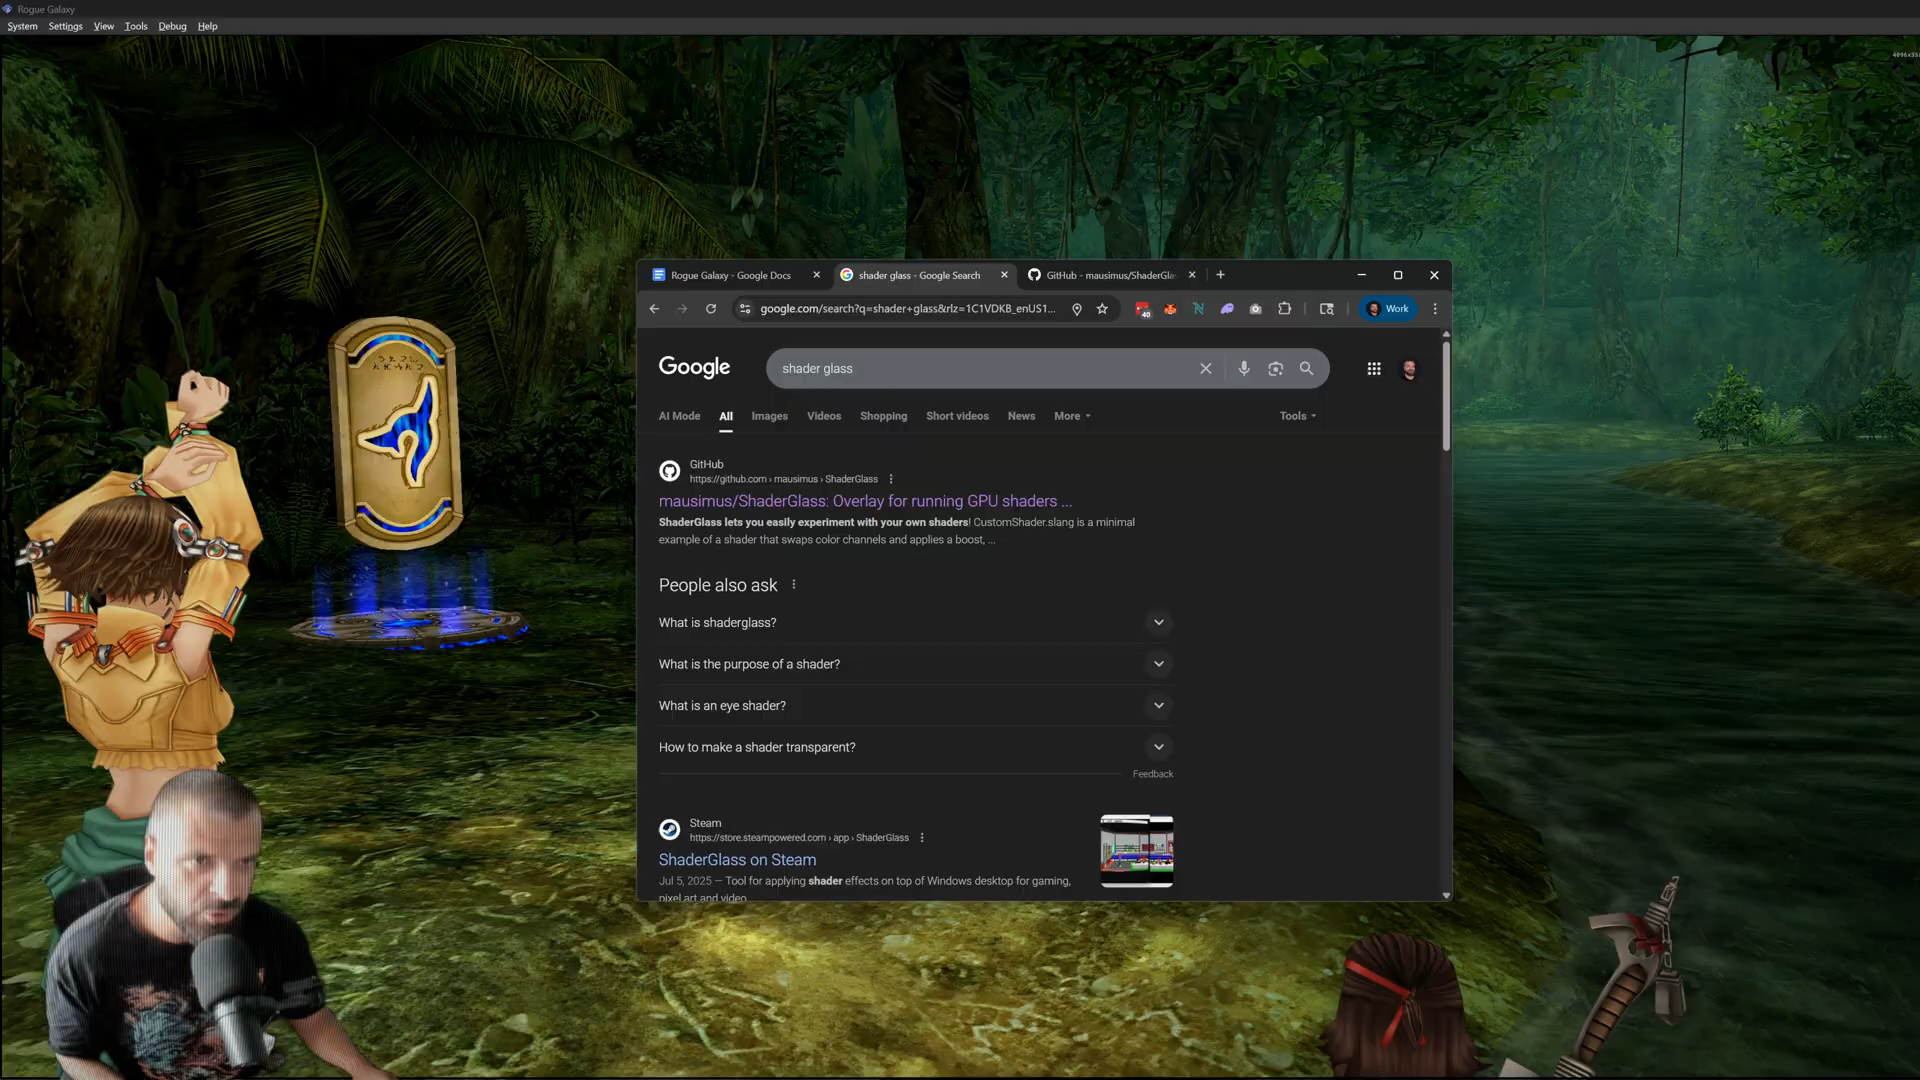 Rogue Galaxy
System Settings View Tools Debug Help
Rogue Galaxy - Google Docs
shader glass - Google Search
GitHub - mausimus/ShaderGla
google.com/search?q=shader+glass&rlz=1C1VDKB_enUS1...
40
Work
Google
shader glass
AI Mode All Images Videos Shopping Short videos News More Tools
GitHub
https://github.com › mausimus › ShaderGlass
mausimus/ShaderGlass: Overlay for running GPU shaders ...
ShaderGlass lets you easily experiment with your own shaders! CustomShader.slang is a minimal
example of a shader that swaps color channels and applies a boost, ...
People also ask
What is shaderglass?
What is the purpose of a shader?
What is an eye shader?
How to make a shader transparent?
Feedback
Steam
https://store.steampowered.com › app › ShaderGlass
ShaderGlass on Steam
Jul 5, 2025 — Tool for applying shader effects on top of Windows desktop for gaming,
pixel art and video